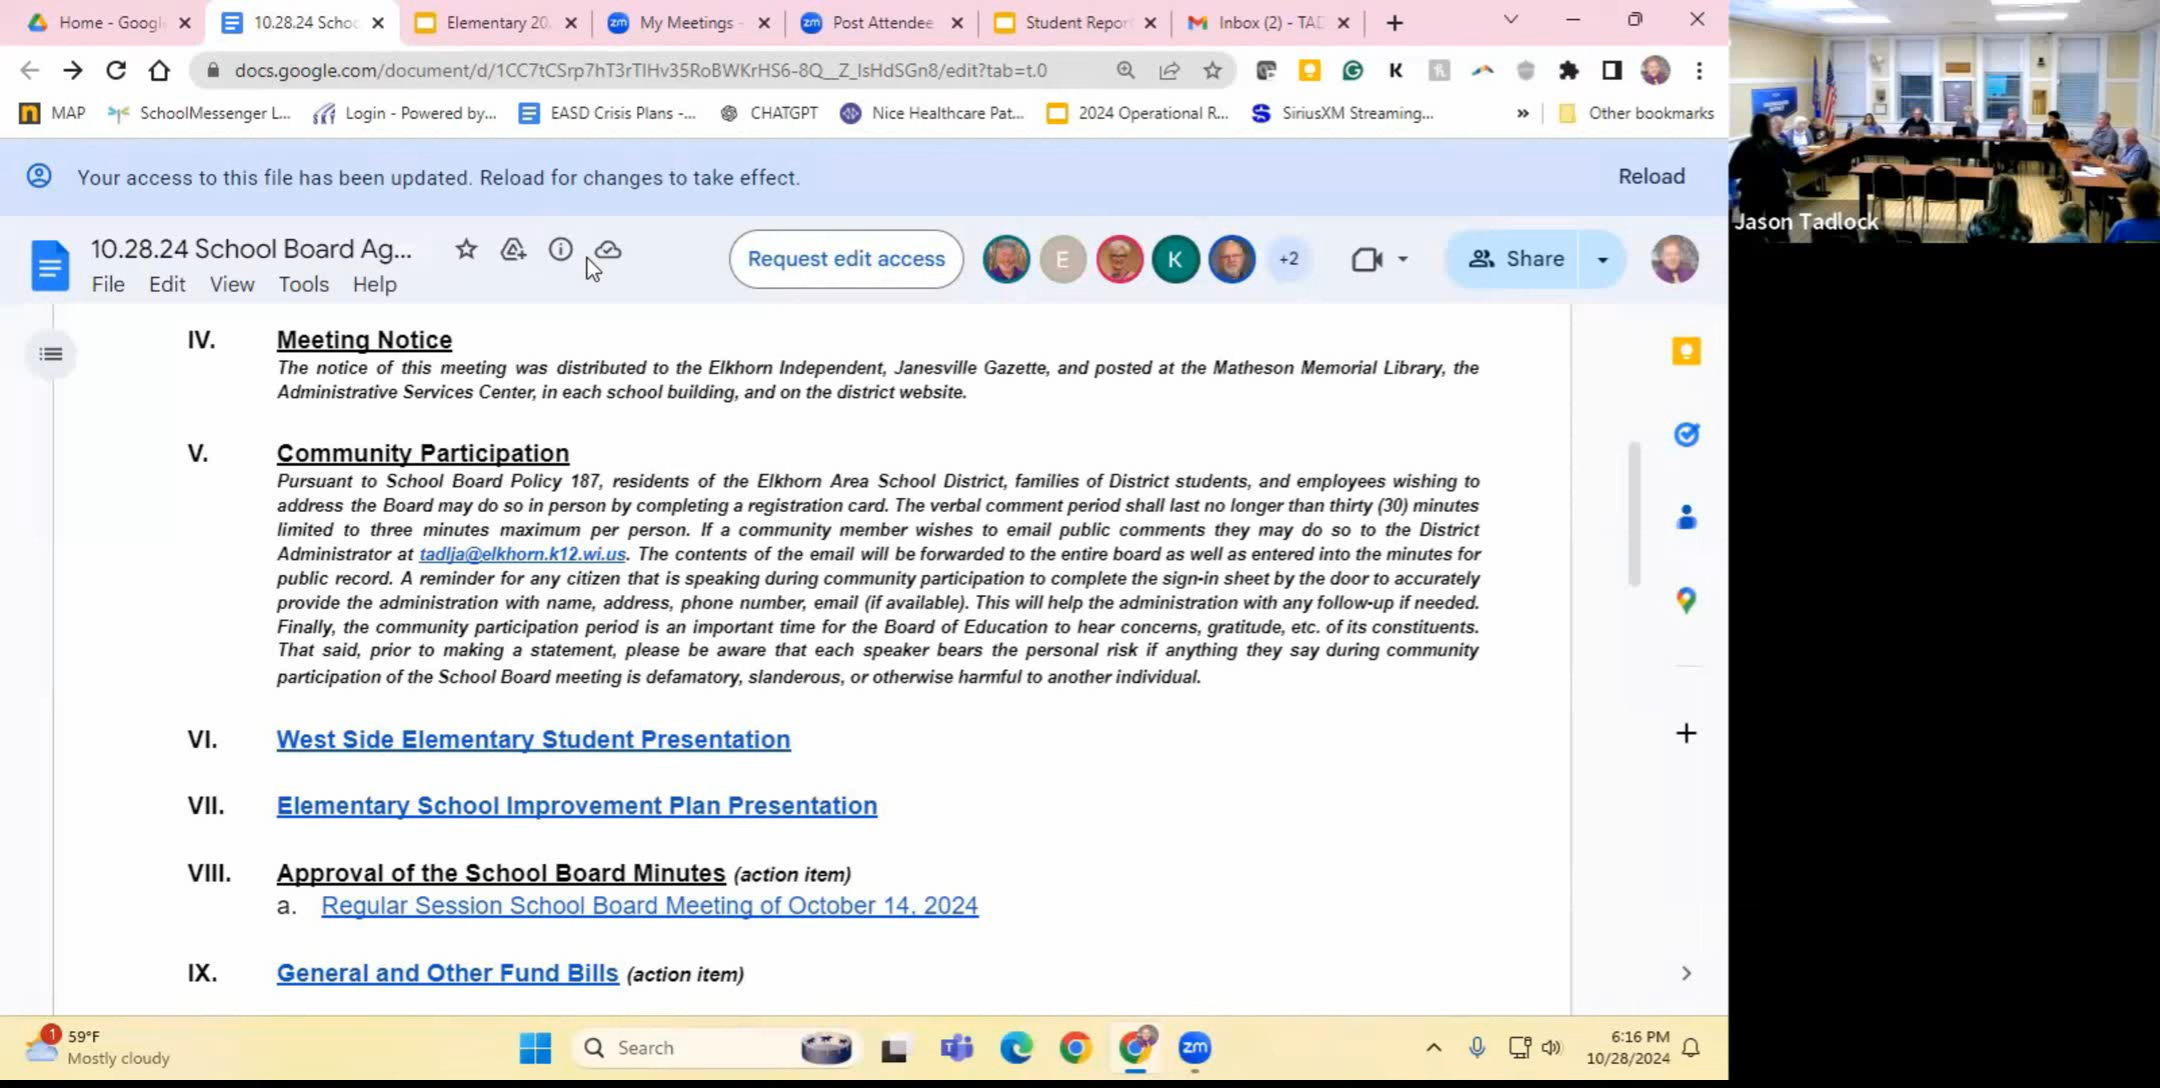 Home - Googl
10.28.24 Schoo
Elementary 20
My Meetings -
Post Attendee
Student Repor
Inbox (2) - TAD
docs.google.com/document/d/1CC7tCSrp7hT3rTlHv35RoBWKrHS6-8Q__Z_lsHdSGn8/edit?tab=t.0
MAP
SchoolMessenger L...
Login - Powered by...
EASD Crisis Plans -...
CHATGPT
Nice Healthcare Pat...
2024 Operational R...
SiriusXM Streaming...
»
Other bookmarks
Your access to this file has been updated. Reload for changes to take effect.
Reload
Jason Tadlock
10.28.24 School Board Ag...
Request edit access
E
K
+2
Share
File Edit View Tools Help
IV. Meeting Notice
The notice of this meeting was distributed to the Elkhorn Independent, Janesville Gazette, and posted at the Matheson Memorial Library, the
Administrative Services Center, in each school building, and on the district website.
V. Community Participation
Pursuant to School Board Policy 187, residents of the Elkhorn Area School District, families of District students, and employees wishing to
address the Board may do so in person by completing a registration card. The verbal comment period shall last no longer than thirty (30) minutes
limited to three minutes maximum per person. If a community member wishes to email public comments they may do so to the District
Administrator at tadlja@elkhorn.k12.wi.us. The contents of the email will be forwarded to the entire board as well as entered into the minutes for
public record. A reminder for any citizen that is speaking during community participation to complete the sign-in sheet by the door to accurately
provide the administration with name, address, phone number, email (if available). This will help the administration with any follow-up if needed.
Finally, the community participation period is an important time for the Board of Education to hear concerns, gratitude, etc. of its constituents.
That said, prior to making a statement, please be aware that each speaker bears the personal risk if anything they say during community
participation of the School Board meeting is defamatory, slanderous, or otherwise harmful to another individual.
VI. West Side Elementary Student Presentation
VII. Elementary School Improvement Plan Presentation
VIII. Approval of the School Board Minutes (action item)
a. Regular Session School Board Meeting of October 14, 2024
IX. General and Other Fund Bills (action item)
1
59°F
Mostly cloudy
Search
zm
6:16 PM
10/28/2024